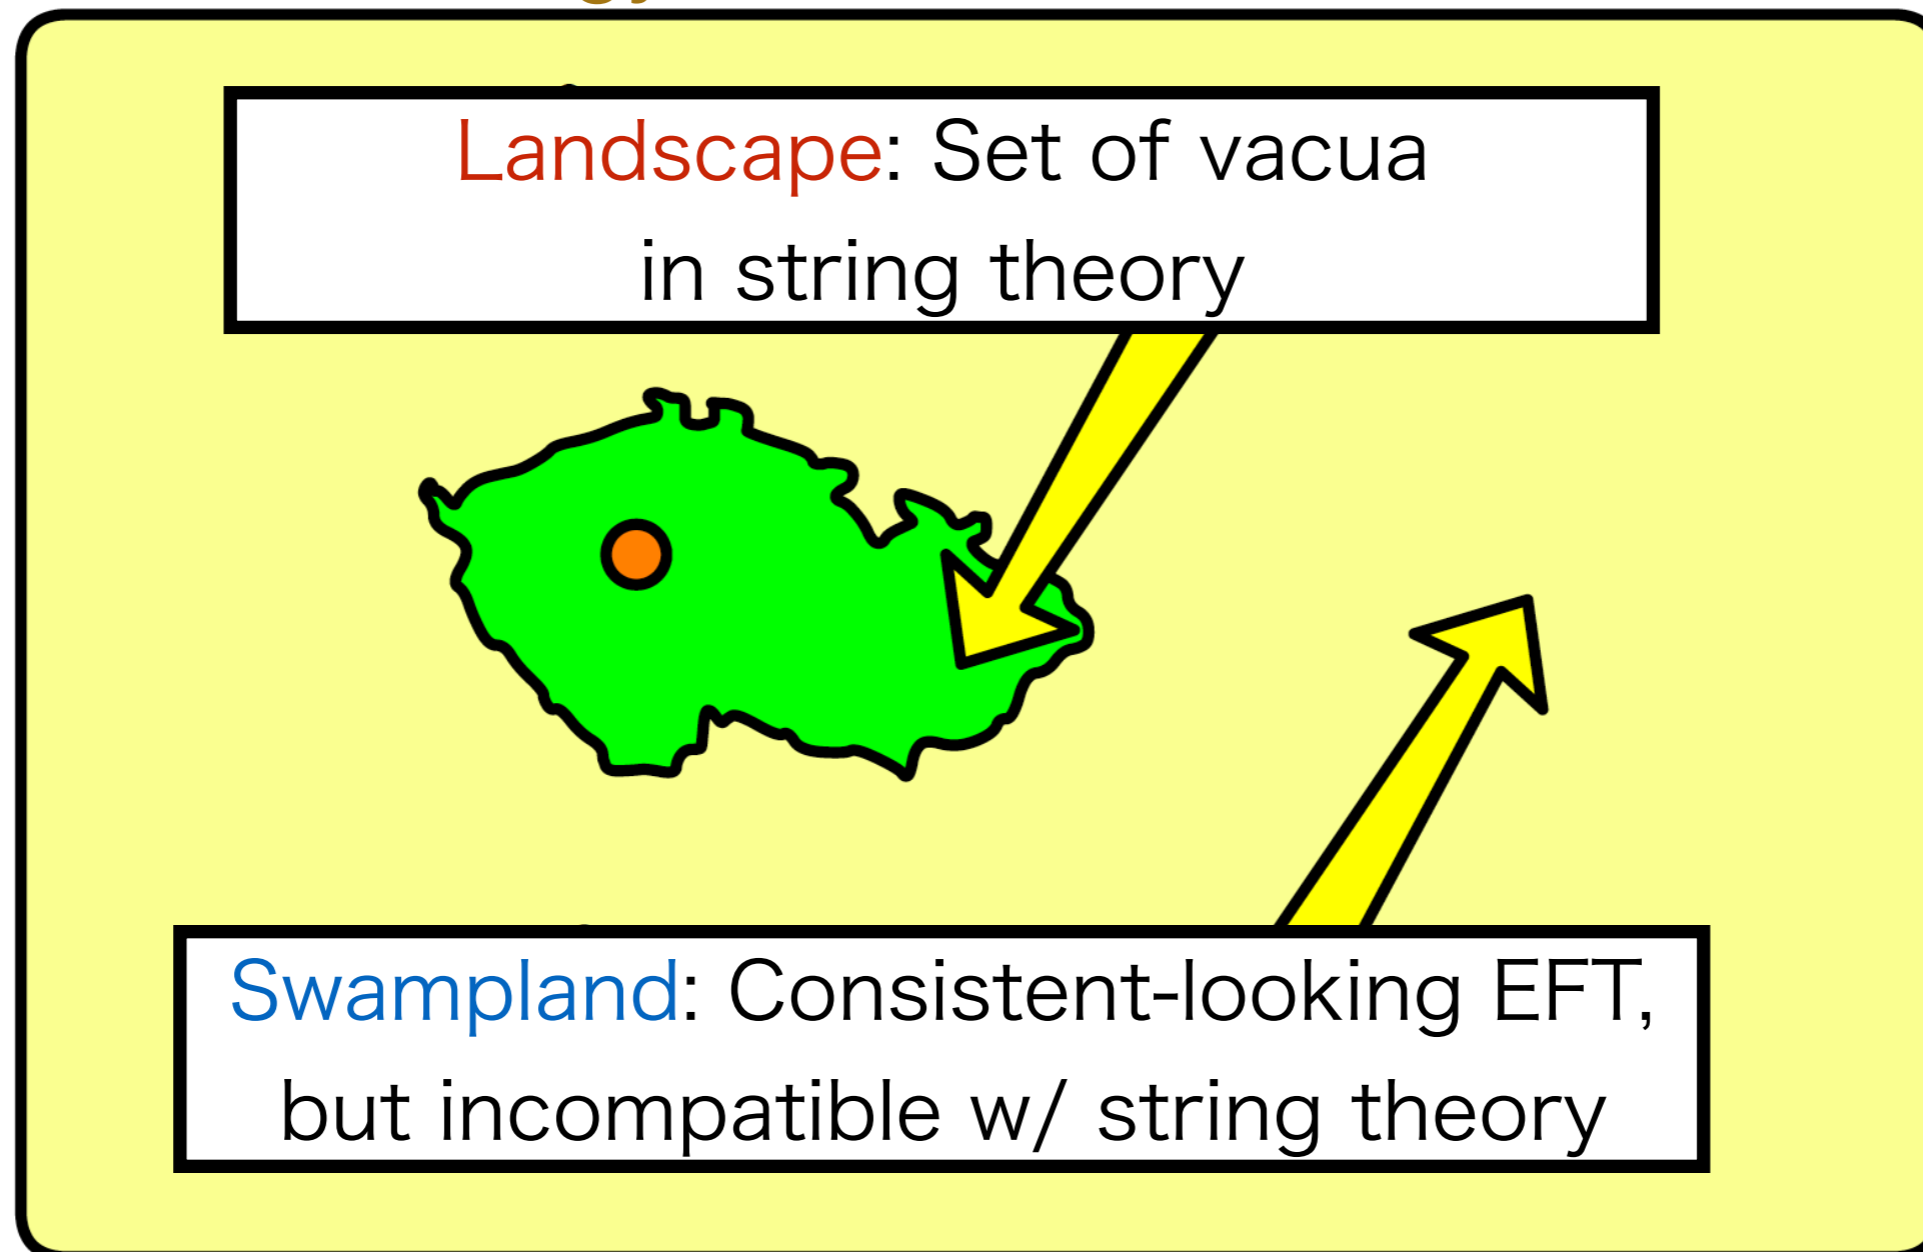 Landscape: Set of vacua
in string theory
Swampland: Consistent-looking EFT,
but incompatible w/ string theory